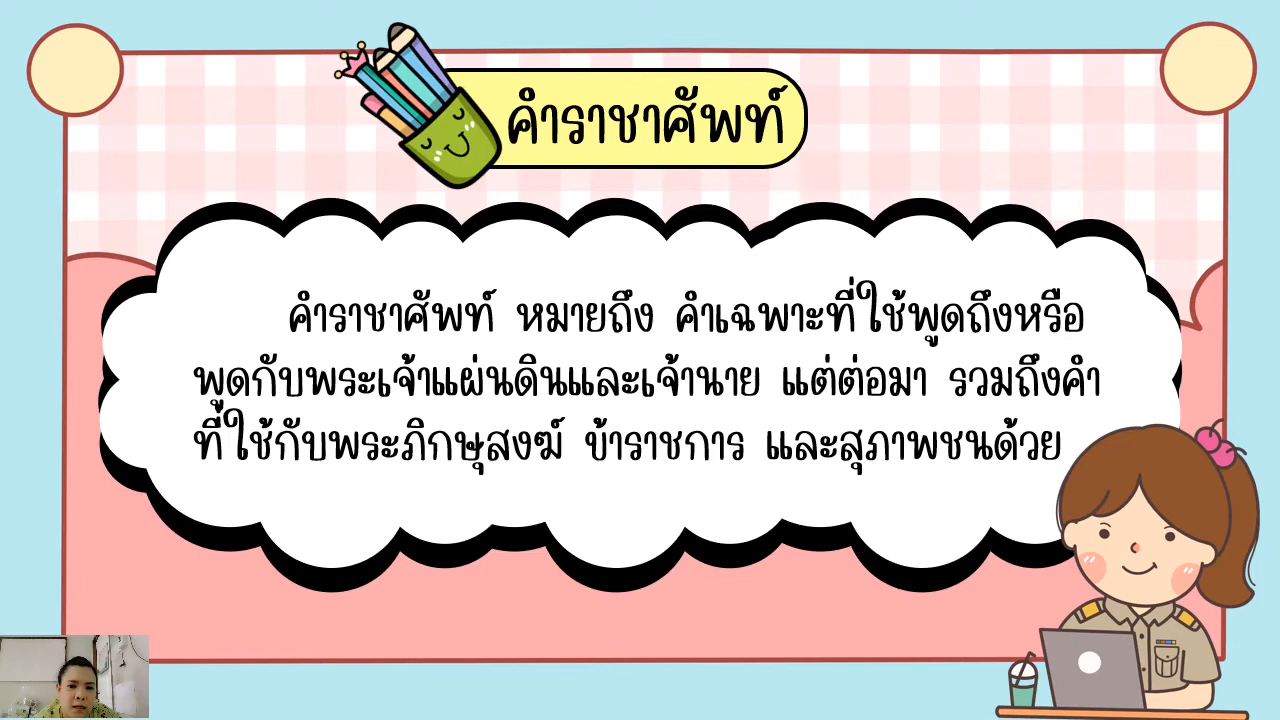 คำราชาศัพท์
คำราชาศัพท์ หมายถึง คำเฉพาะที่ใช้พูดถึงหรือ
พูดกับพระเจ้าแผ่นดินและเจ้านาย แต่ต่อมา รวมถึงคำ
ที่ใช้กับพระภิกษุสงฆ์ ข้าราชการ และสุภาพชนด้วย